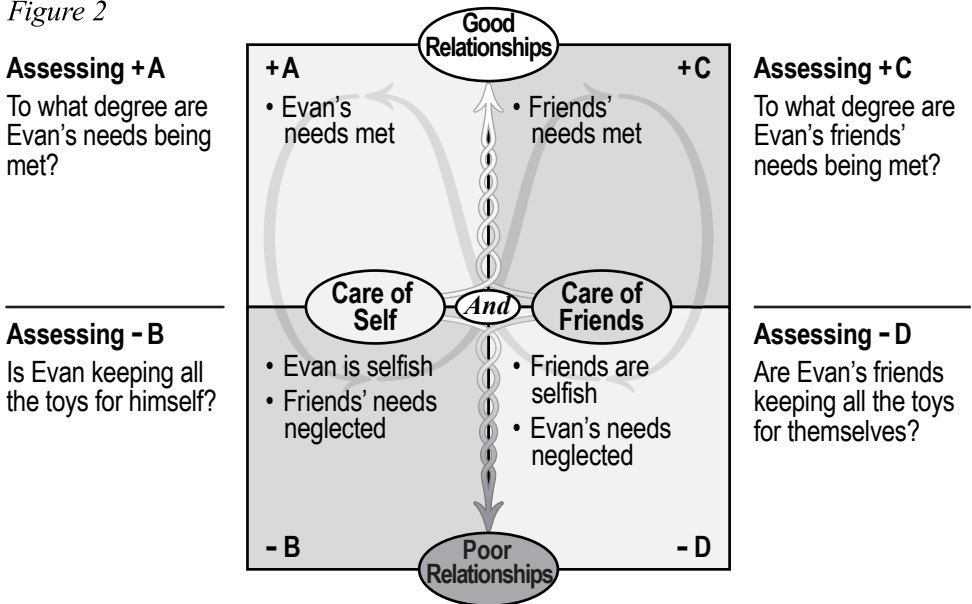 Figure 2
Good
Relationships
Assessing +A
To what degree are
Evan's needs being
met?
+A
• Evan's
needs met
+C
• Friends'
needs met
Assessing +C
To what degree are
Evan's friends'
needs being met?
Care of
Self
And
Care of
Friends
Assessing – B
Is Evan keeping all
the toys for himself?
• Evan is selfish
• Friends' needs
neglected
– B
• Friends are
selfish
• Evan's needs
neglected
– D
Assessing – D
Are Evan's friends
keeping all the toys
for themselves?
Poor
Relationships